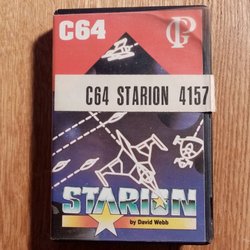 C64
C64 STARION 4157
STARION
by David Webb